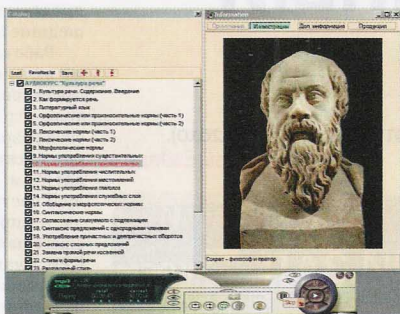 Information
Иллюстрации
Доп. информация
Продукция
Load Favorites list Save
АУДИОКУРС "Культура речи"
1. Культура речи. Содержание. Введение
2. Как формируется речь.
3. Литературный язык
4. Орфоэпические или произносительные нормы (часть 1)
5. Орфоэпические или произносительные нормы (часть 2)
6. Лексические нормы (часть 1)
7. Лексические нормы (часть 2)
8. Морфологические нормы
9. Нормы употребления существительных
10. Нормы употребления прилагательных
11. Нормы употребления числительных
12. Нормы употребления местоимений
13. Нормы употребления глагола
14. Нормы употребления служебных слов
15. Обобщение о морфологических нормах
16. Синтаксические нормы
17. Согласование сказуемого с подлежащим
18. Синтаксис предложений с однородными членами
19. Употребление причастных и деепричастных оборотов
20. Синтаксис сложных предложений
21. Замена прямой речи косвенной
22. Стили и формы речи
23. Разговорный стиль
Сократ - философ и оратор